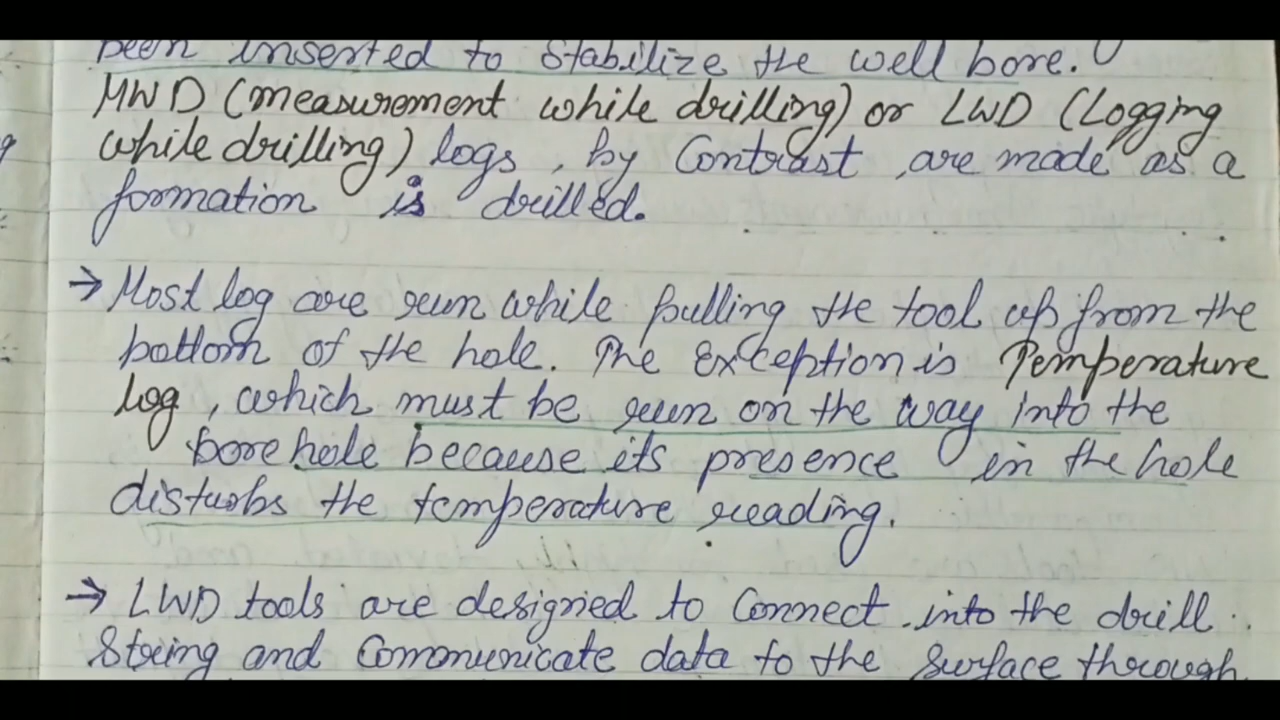 been inserted to stabilize the well bore.
MWD (measurement while drilling) or LWD (Logging
while drilling) logs, by Contrast, are made as a
formation is drilled.
→ Most log are run while pulling the tool up from the
bottom of the hole. The exception is Temperature
log, which must be run on the way into the
bore hole because its presence in the hole
disturbs the temperature reading.
→ LWD tools are designed to Connect into the drill
String and Communicate data to the surface through